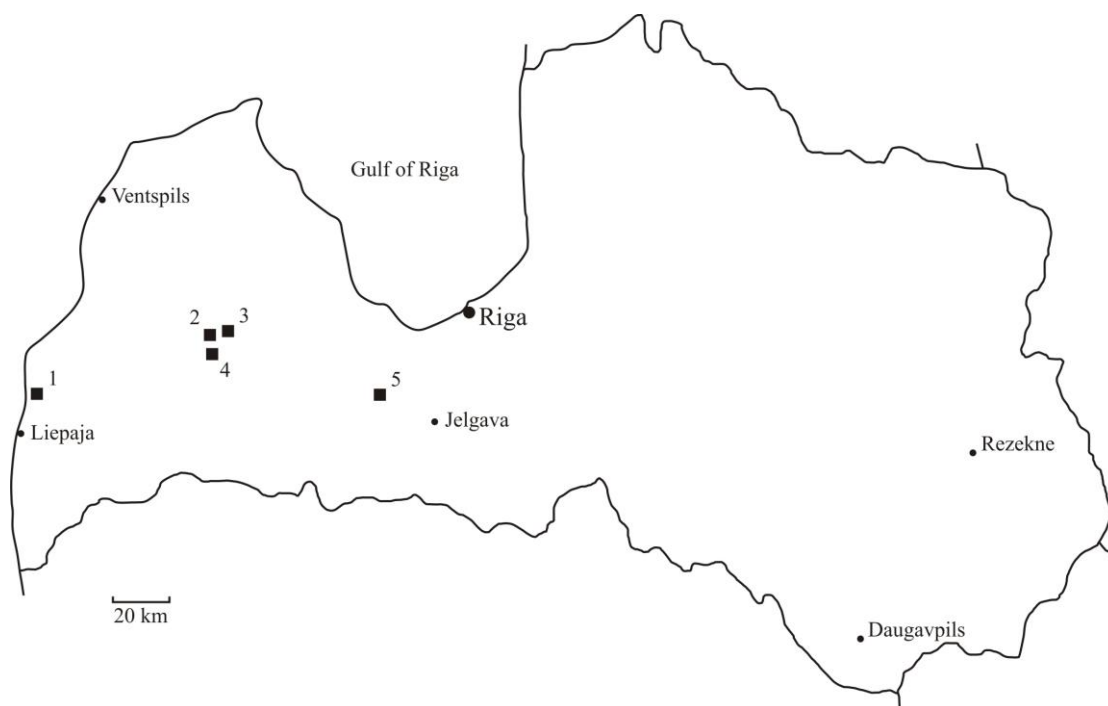 Gulf of Riga
Ventspils
Riga
2
3
4
1
5
Liepaja
Jelgava
Rezekne
20 km
Daugavpils